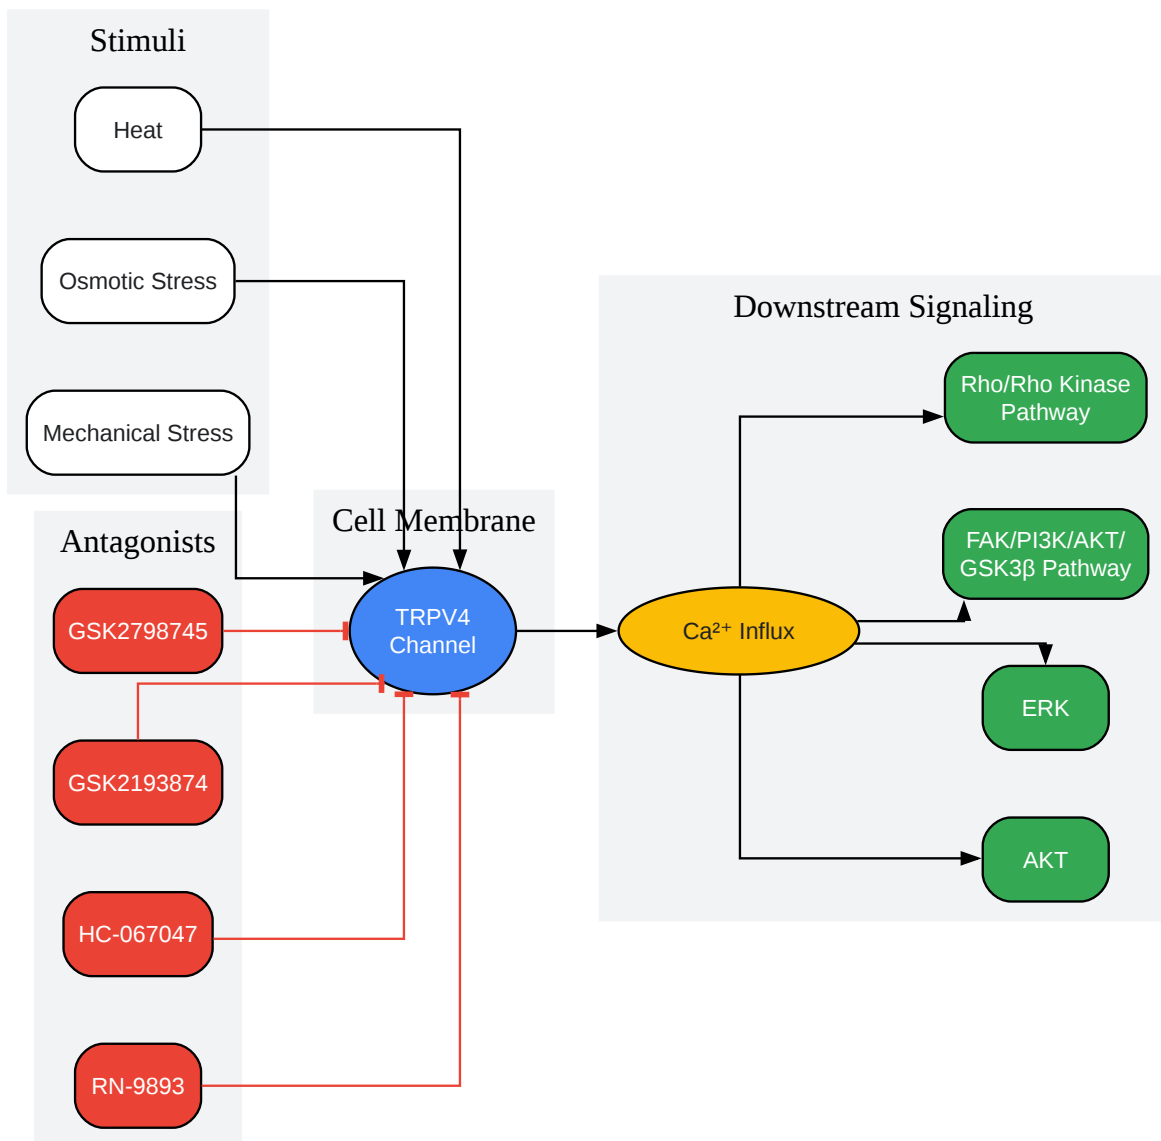 Stimuli
Heat
Osmotic Stress
Mechanical Stress
Antagonists
GSK2798745
GSK2193874
HC-067047
RN-9893
Cell Membrane
TRPV4
Channel
Downstream Signaling
Ca²⁺ Influx
Rho/Rho Kinase
Pathway
FAK/PI3K/AKT/
GSK3β Pathway
ERK
AKT